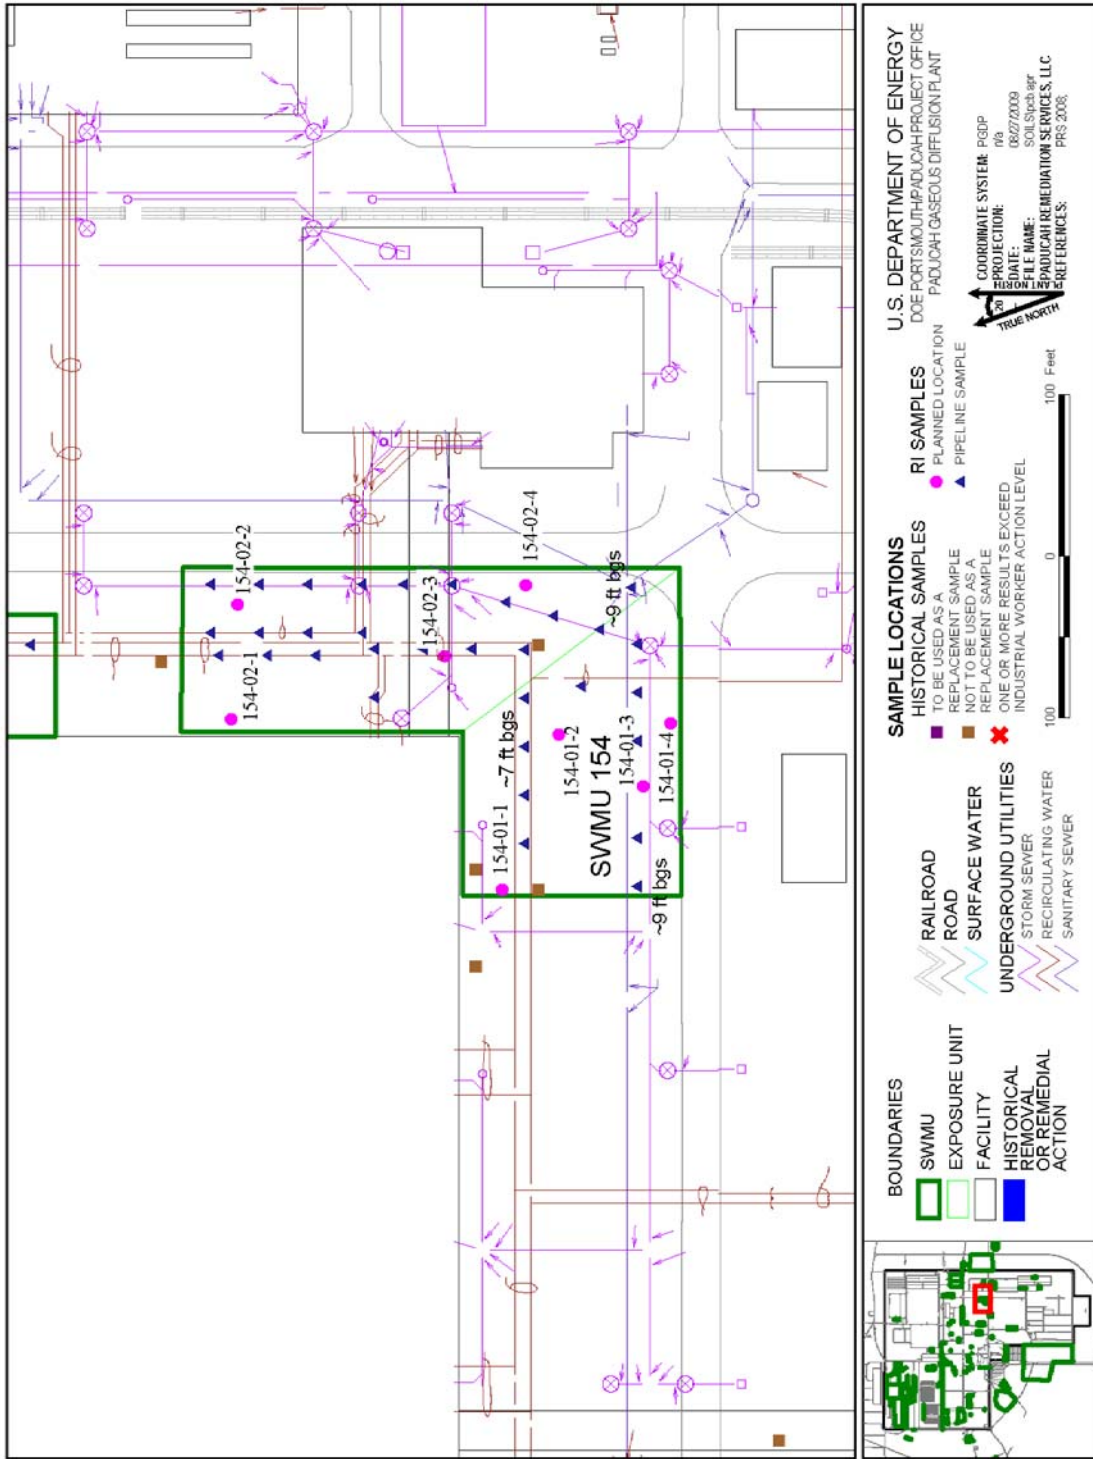 154-02-2
154-02-1
154-02-3
154-02-4
154-01-1
~7 ft bgs
154-01-2
SWMU 154
154-01-3
154-01-4
~9 ft bgs
~9 ft bgs
BOUNDARIES
SWMU
EXPOSURE UNIT
FACILITY
HISTORICAL
REMOVAL
OR REMEDIAL
ACTION
RAILROAD
ROAD
SURFACE WATER
UNDERGROUND UTILITIES
STORM SEWER
RECIRCULATING WATER
SANITARY SEWER
SAMPLE LOCATIONS
HISTORICAL SAMPLES
TO BE USED AS A
REPLACEMENT SAMPLE
NOT TO BE USED AS A
REPLACEMENT SAMPLE
ONE OR MORE RESULTS EXCEED
INDUSTRIAL WORKER ACTION LEVEL
RI SAMPLES
PLANNED LOCATION
PIPELINE SAMPLE
100 0 100 Feet
U.S. DEPARTMENT OF ENERGY
DOE PORTSMOUTH/PADUCAH PROJECT OFFICE
PADUCAH GASEOUS DIFFUSION PLANT
PLANT NORTH
20
TRUE NORTH
COORDINATE SYSTEM: PGDP
PROJECTION: n/a
DATE: 08/27/2009
FILE NAME: SOILS\pcb.apr
PADUCAH REMEDIATION SERVICES, LLC
REFERENCES: PRS 2008,